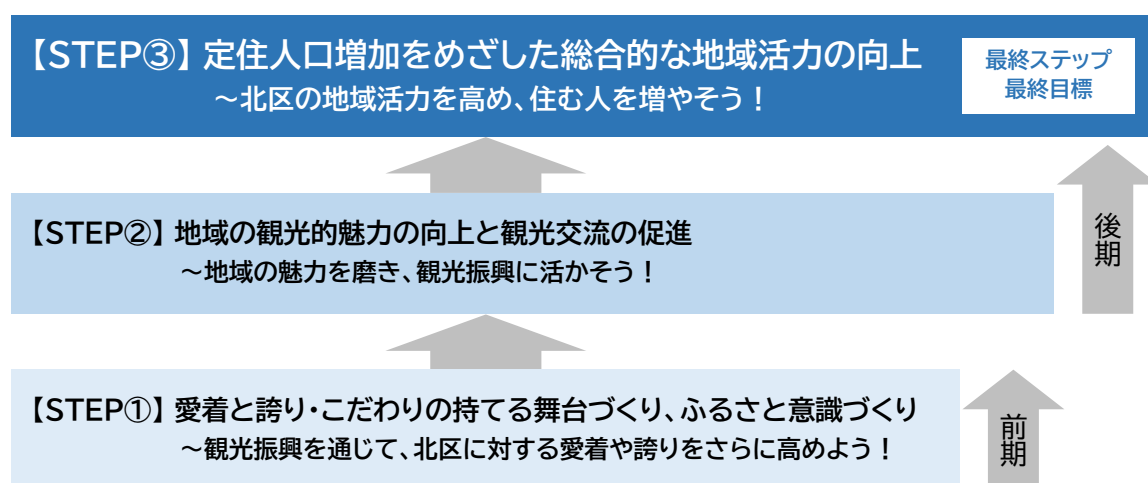 【STEP③】 定住人口増加をめざした総合的な地域活力の向上
～北区の地域活力を高め、住む人を増やそう！
最終ステップ
最終目標
【STEP②】 地域の観光的魅力の向上と観光交流の促進
～地域の魅力を磨き、観光振興に活かそう！
後期
【STEP①】 愛着と誇り・こだわりの持てる舞台づくり、ふるさと意識づくり
～観光振興を通じて、北区に対する愛着や誇りをさらに高めよう！
前期